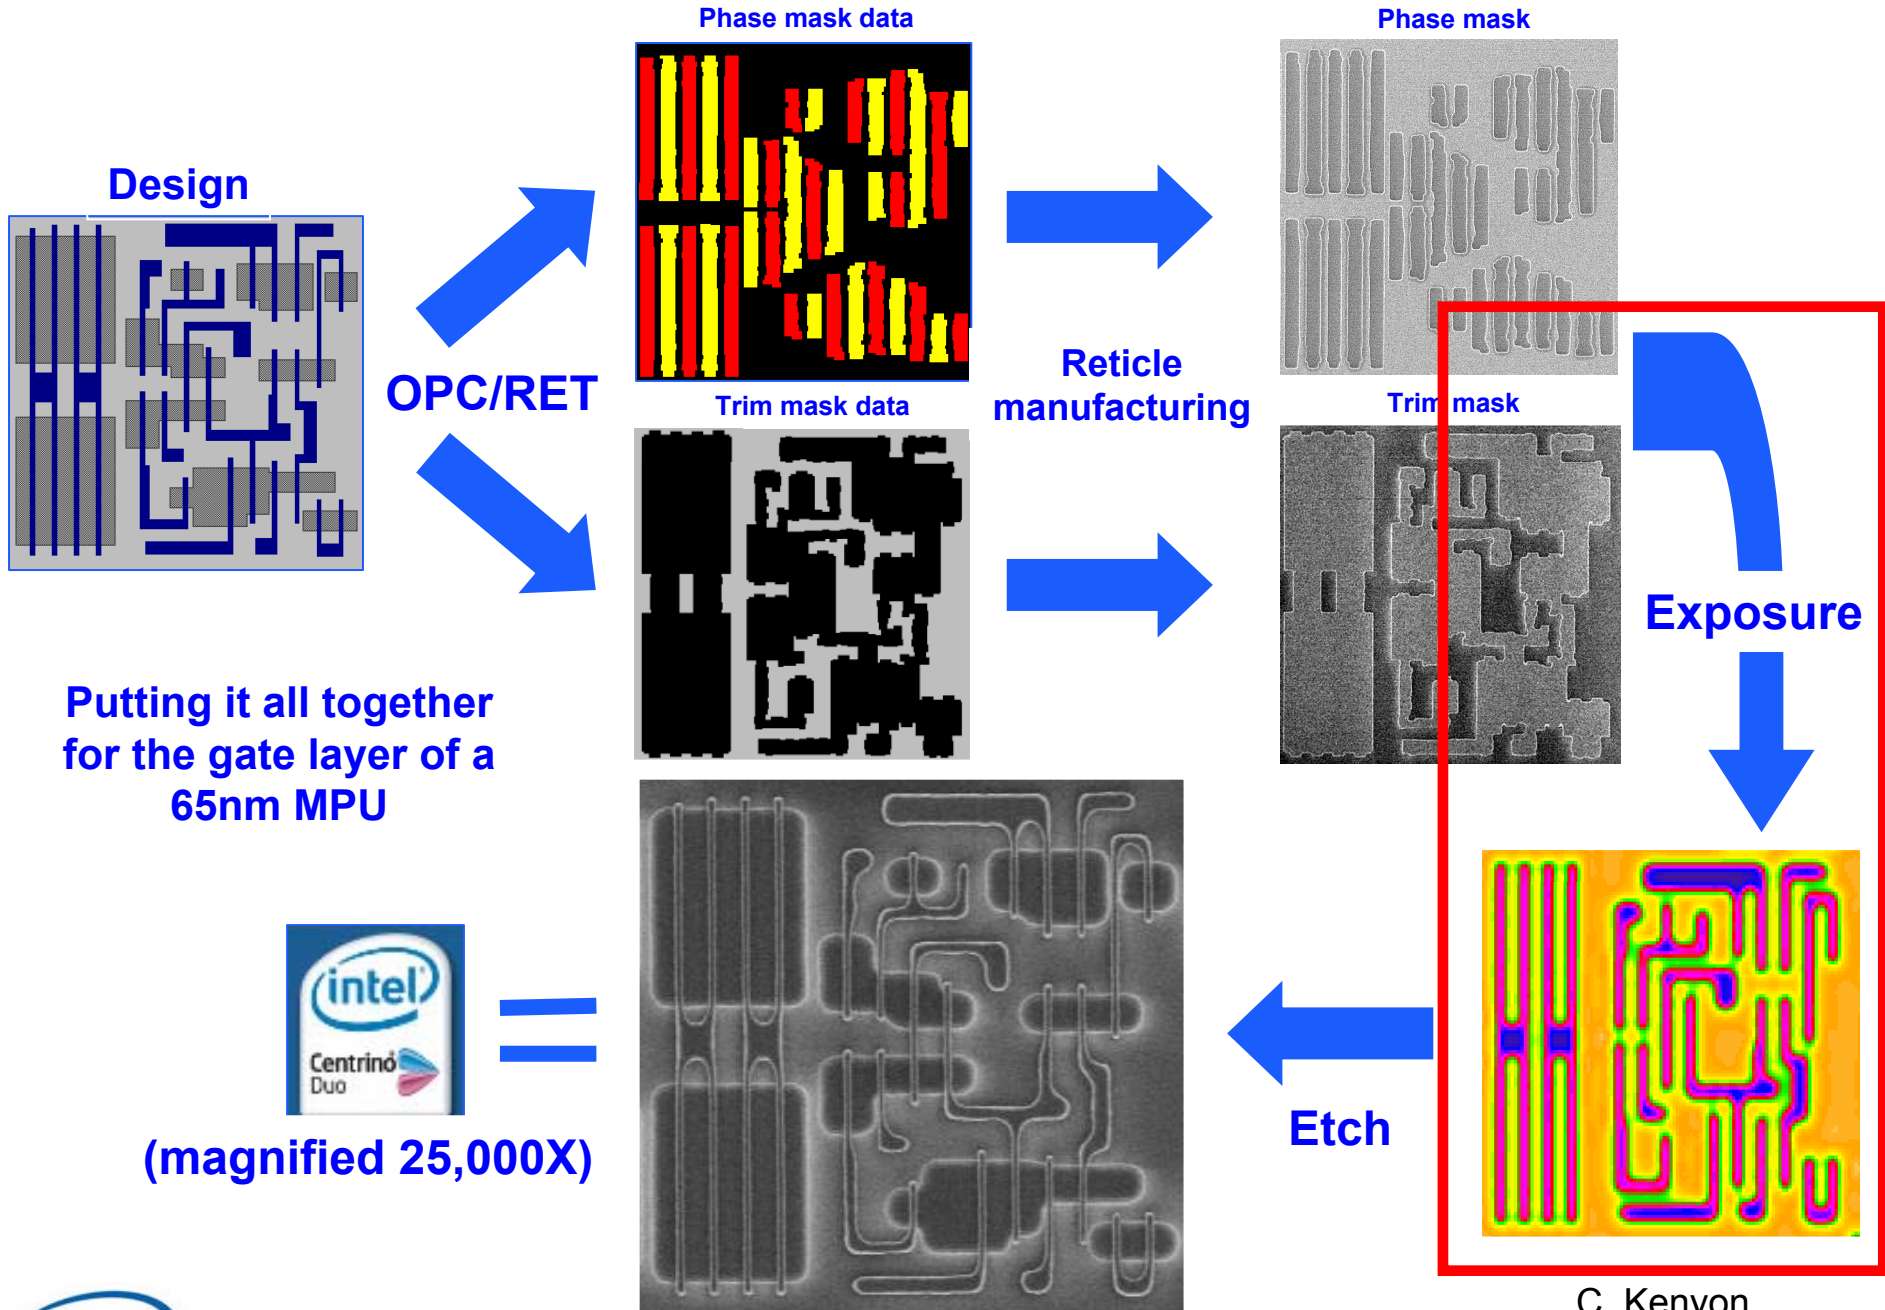 Phase mask data
Phase mask
Design
OPC/RET
Reticle
manufacturing
Trim mask data
Trim mask
Exposure
Putting it all together
for the gate layer of a
65nm MPU
intel
Centrino
Duo
Etch
(magnified 25,000X)
C. Kenyon